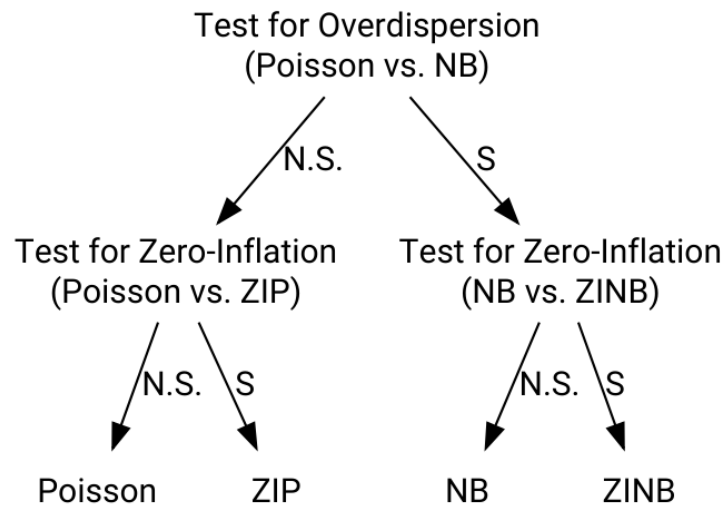 Test for Overdispersion
(Poisson vs. NB)
N.S.
S
Test for Zero-Inflation
(Poisson vs. ZIP)
Test for Zero-Inflation
(NB vs. ZINB)
N.S.
S
N.S.
S
Poisson
ZIP
NB
ZINB